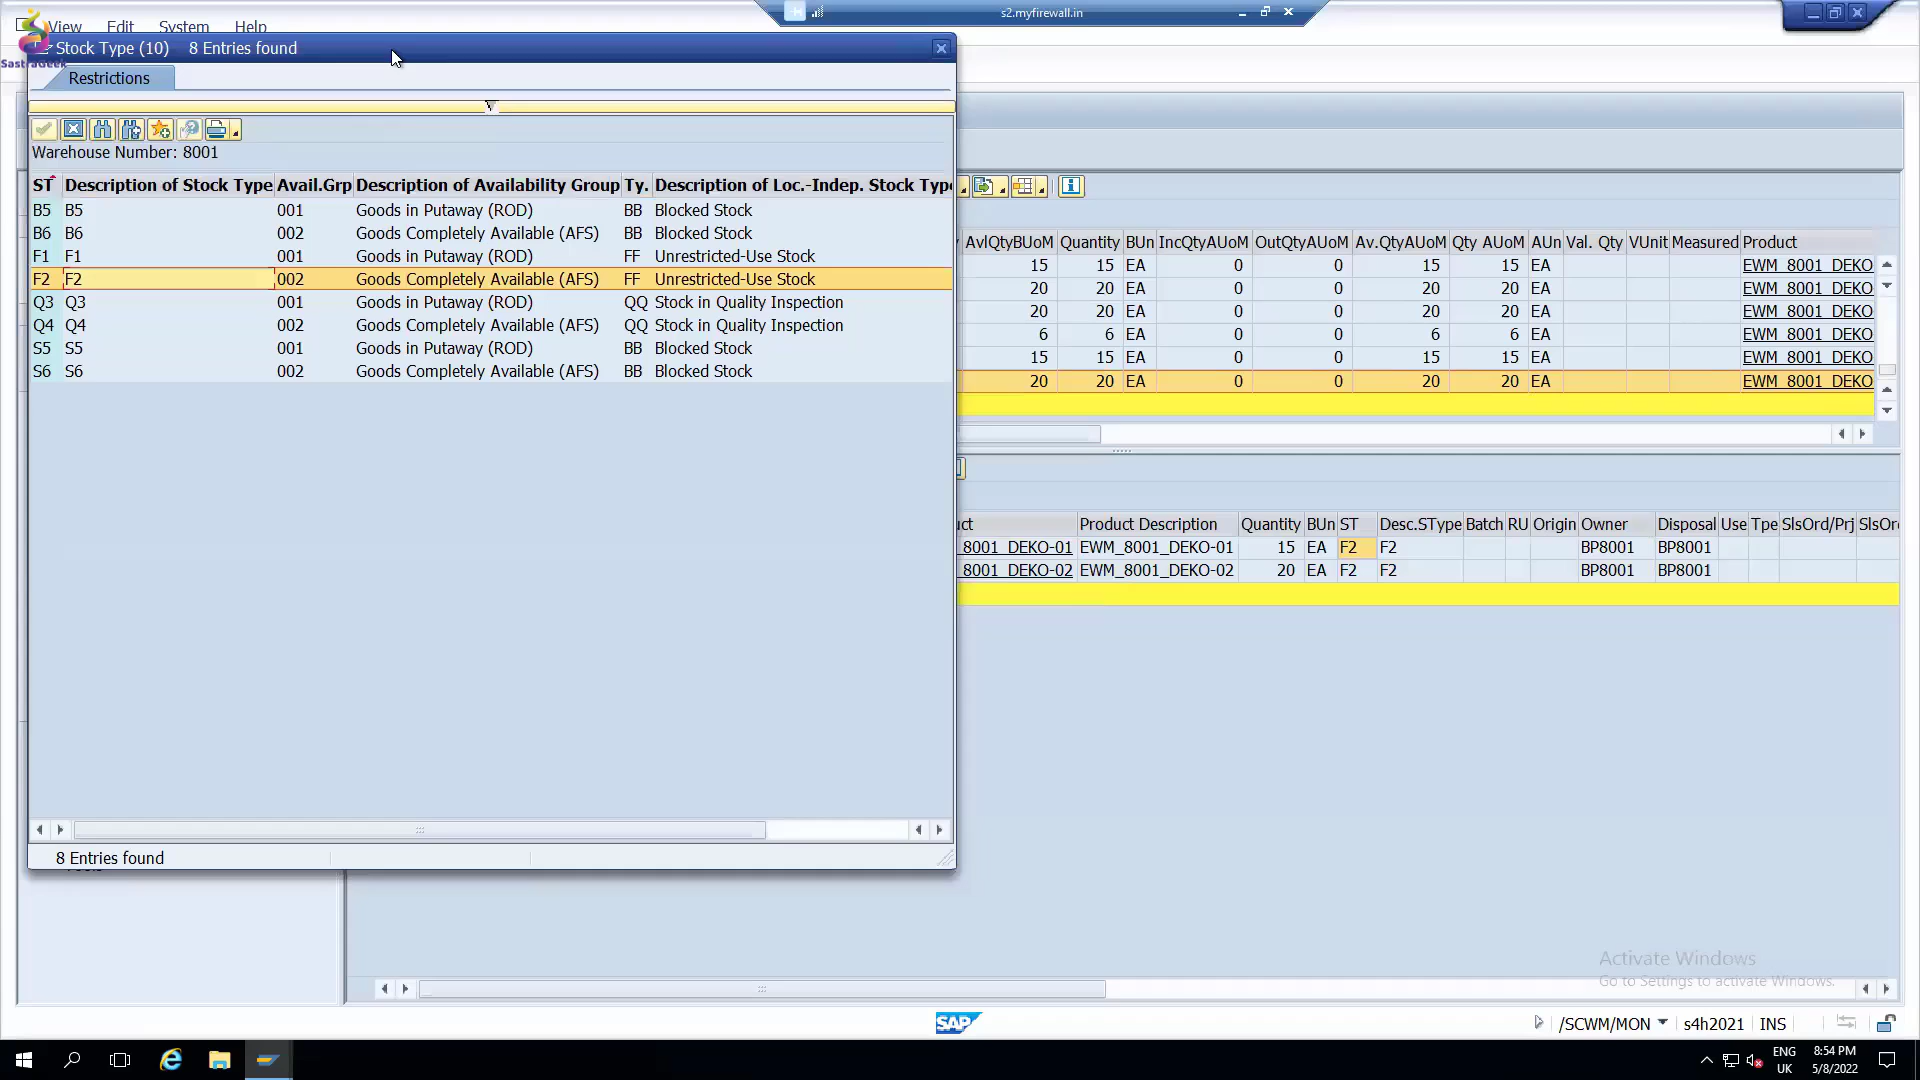 s2.myfirewall.in
View Edit System Help
SastraGeek
Stock Type (10) 8 Entries found
Restrictions
Warehouse Number: 8001
ST Description of Stock Type Avail.Grp Description of Availability Group Ty. Description of Loc.-Indep. Stock Type
B5 B5 001 Goods in Putaway (ROD) BB Blocked Stock
B6 B6 002 Goods Completely Available (AFS) BB Blocked Stock
F1 F1 001 Goods in Putaway (ROD) FF Unrestricted-Use Stock
F2 F2 002 Goods Completely Available (AFS) FF Unrestricted-Use Stock
Q3 Q3 001 Goods in Putaway (ROD) QQ Stock in Quality Inspection
Q4 Q4 002 Goods Completely Available (AFS) QQ Stock in Quality Inspection
S5 S5 001 Goods in Putaway (ROD) BB Blocked Stock
S6 S6 002 Goods Completely Available (AFS) BB Blocked Stock
8 Entries found
AvlQtyBUoM Quantity BUn IncQtyAUoM OutQtyAUoM Av.QtyAUoM Qty AUoM AUn Val. Qty VUnit Measured Product
15 15 EA 0 0 15 15 EA EWM_8001_DEKO
20 20 EA 0 0 20 20 EA EWM_8001_DEKO
20 20 EA 0 0 20 20 EA EWM_8001_DEKO
6 6 EA 0 0 6 6 EA EWM_8001_DEKO
15 15 EA 0 0 15 15 EA EWM_8001_DEKO
20 20 EA 0 0 20 20 EA EWM_8001_DEKO
uct Product Description Quantity BUn ST Desc.SType Batch RU Origin Owner Disposal Use Tpe SlsOrd/Prj SlsOr
_8001_DEKO-01 EWM_8001_DEKO-01 15 EA F2 F2 BP8001 BP8001
_8001_DEKO-02 EWM_8001_DEKO-02 20 EA F2 F2 BP8001 BP8001
Activate Windows
Go to Settings to activate Windows.
SAP
/SCWM/MON s4h2021 INS
ENG
UK
8:54 PM
5/8/2022